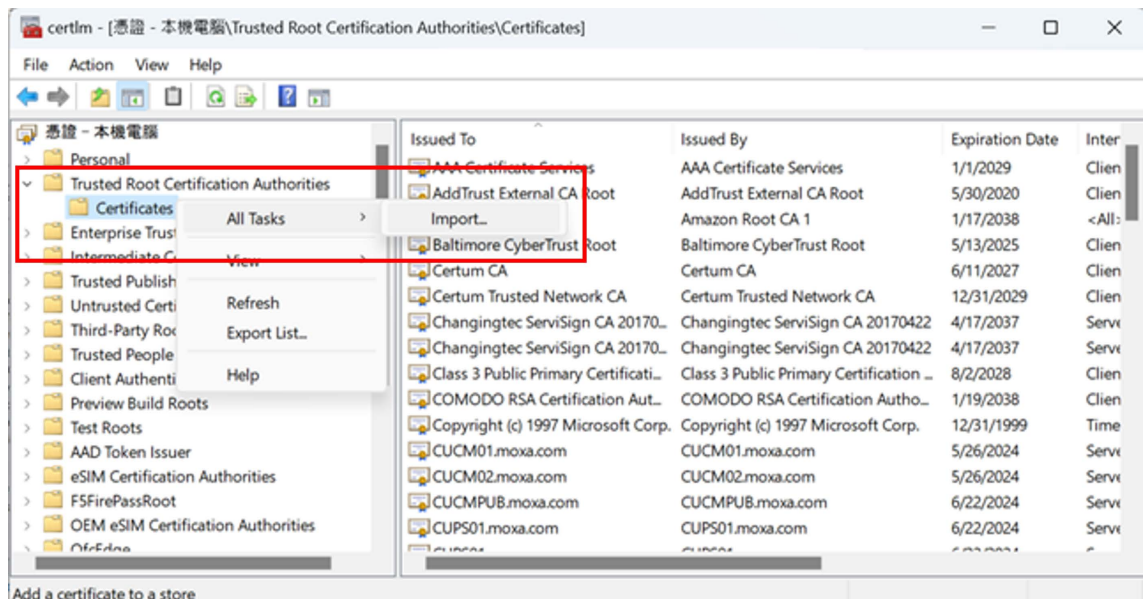 certlm - [憑證 - 本機電腦\Trusted Root Certification Authorities\Certificates]
File Action View Help
憑證 - 本機電腦
Personal
Trusted Root Certification Authorities
Certificates
Enterprise Trus
Intermediate C
Trusted Publish
Untrusted Certi
Third-Party Roo
Trusted People
Client Authenti
Preview Build Roots
Test Roots
AAD Token Issuer
eSIM Certification Authorities
F5FirePassRoot
OEM eSIM Certification Authorities
OfcEdge
All Tasks
View
Refresh
Export List...
Help
Import...
Issued To Issued By Expiration Date Inter
AAA Certificate Services AAA Certificate Services 1/1/2029 Clien
AddTrust External CA Root AddTrust External CA Root 5/30/2020 Clien
Amazon Root CA 1 1/17/2038 <All>
Baltimore CyberTrust Root Baltimore CyberTrust Root 5/13/2025 Clien
Certum CA Certum CA 6/11/2027 Clien
Certum Trusted Network CA Certum Trusted Network CA 12/31/2029 Clien
Changingtec ServiSign CA 20170... Changingtec ServiSign CA 20170422 4/17/2037 Serve
Changingtec ServiSign CA 20170... Changingtec ServiSign CA 20170422 4/17/2037 Serve
Class 3 Public Primary Certificati... Class 3 Public Primary Certification ... 8/2/2028 Clien
COMODO RSA Certification Aut... COMODO RSA Certification Autho... 1/19/2038 Clien
Copyright (c) 1997 Microsoft Corp. Copyright (c) 1997 Microsoft Corp. 12/31/1999 Time
CUCM01.moxa.com CUCM01.moxa.com 5/26/2024 Serve
CUCM02.moxa.com CUCM02.moxa.com 5/26/2024 Serve
CUCMPUB.moxa.com CUCMPUB.moxa.com 6/22/2024 Serve
CUPS01.moxa.com CUPS01.moxa.com 6/22/2024 Serve
Add a certificate to a store